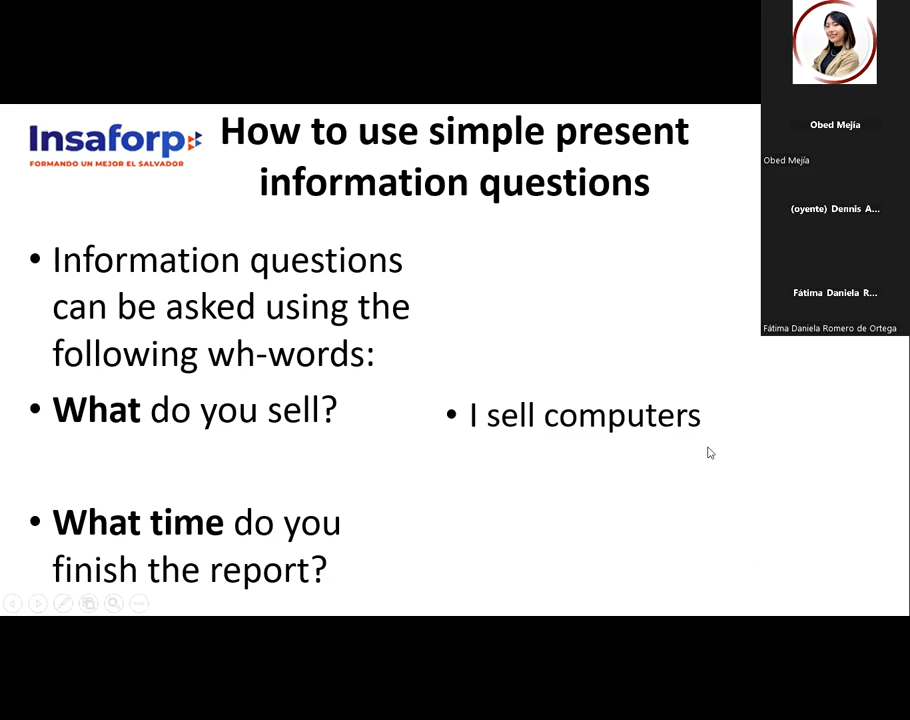 Insaforp
FORMANDO UN MEJOR EL SALVADOR
How to use simple present
information questions
• Information questions
can be asked using the
following wh-words:
• What do you sell?
• I sell computers
• What time do you
finish the report?
Obed Mejía
Obed Mejía
(oyente) Dennis A...
Fátima Daniela R...
Fátima Daniela Romero de Ortega